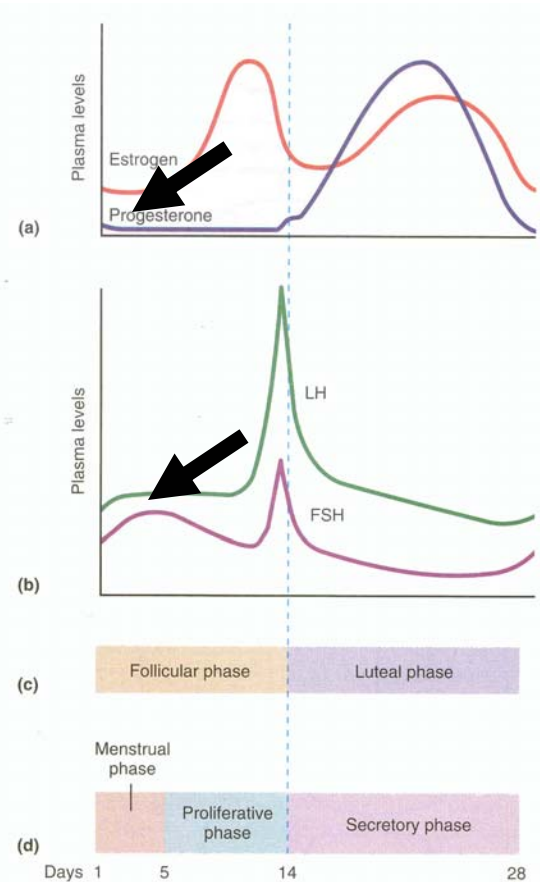 Plasma levels
Estrogen
Progesterone
(a)
Plasma levels
LH
FSH
(b)
Follicular phase
Luteal phase
(c)
Menstrual
phase
Proliferative
phase
Secretory phase
(d)
Days 1 5 14 28